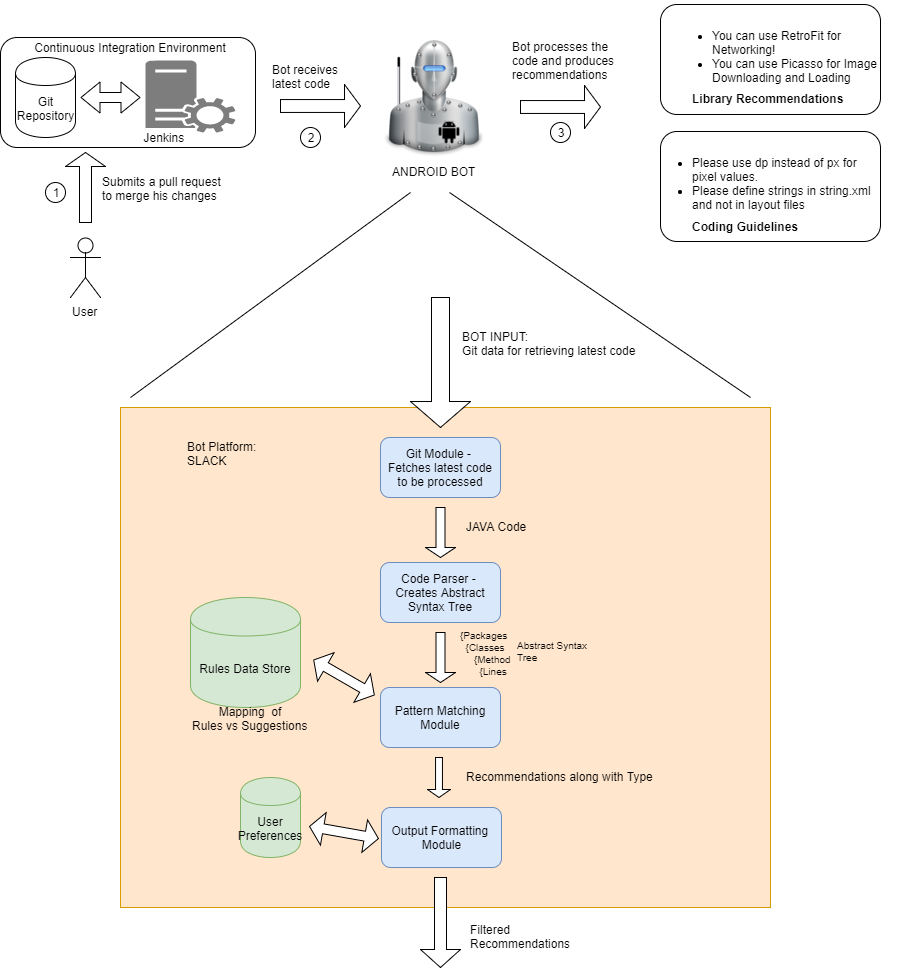 Continuous Integration Environment
Git
Repository
Jenkins
1
Submits a pull request
to merge his changes
User
Bot receives
latest code
2
ANDROID BOT
Bot processes the
code and produces
recommendations
3
You can use RetroFit for
Networking!
You can use Picasso for Image
Downloading and Loading
Library Recommendations
Please use dp instead of px for
pixel values.
Please define strings in string.xml
and not in layout files
Coding Guidelines
BOT INPUT:
Git data for retrieving latest code
Bot Platform:
SLACK
Git Module -
Fetches latest code
to be processed
JAVA Code
Code Parser -
Creates Abstract
Syntax Tree
{Packages
{Classes
{Method
{Lines
Abstract Syntax
Tree
Rules Data Store
Mapping of
Rules vs Suggestions
Pattern Matching
Module
Recommendations along with Type
User
Preferences
Output Formatting
Module
Filtered
Recommendations